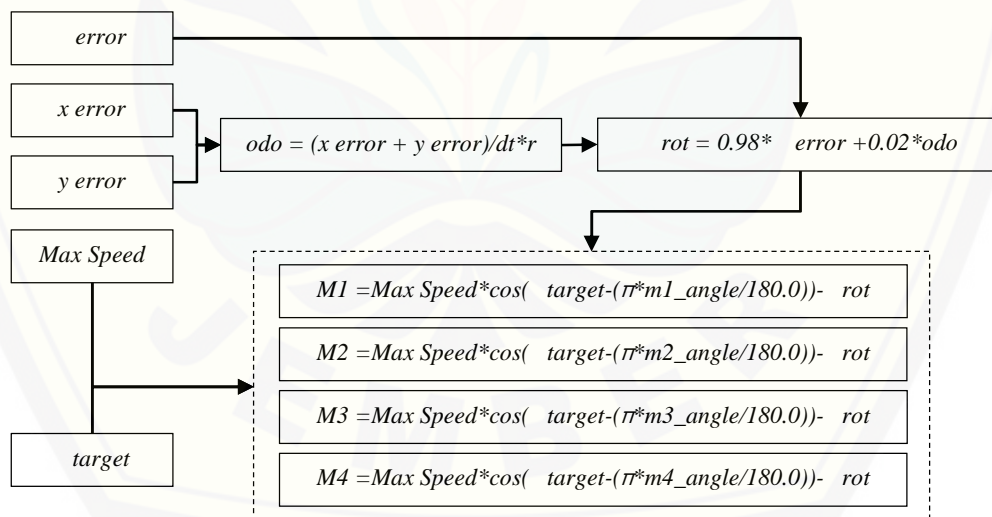 error
x error
odo = (x error + y error)/dt*r
rot = 0.98* error +0.02*odo
y error
Max Speed
M1 =Max Speed*cos( target-(π*m1_angle/180.0))- rot
M2 =Max Speed*cos( target-(π*m2_angle/180.0))- rot
M3 =Max Speed*cos( target-(π*m3_angle/180.0))- rot
target
M4 =Max Speed*cos( target-(π*m4_angle/180.0))- rot
JEMBER